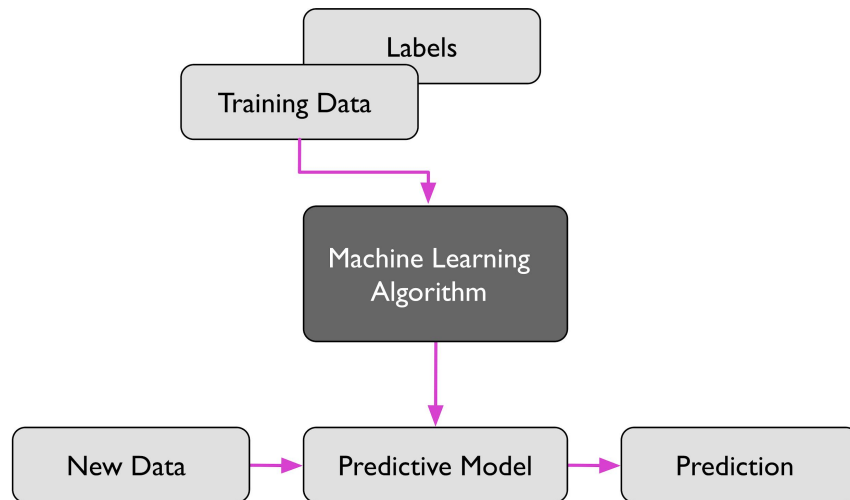 Labels
Training Data
Machine Learning
Algorithm
New Data
Predictive Model
Prediction